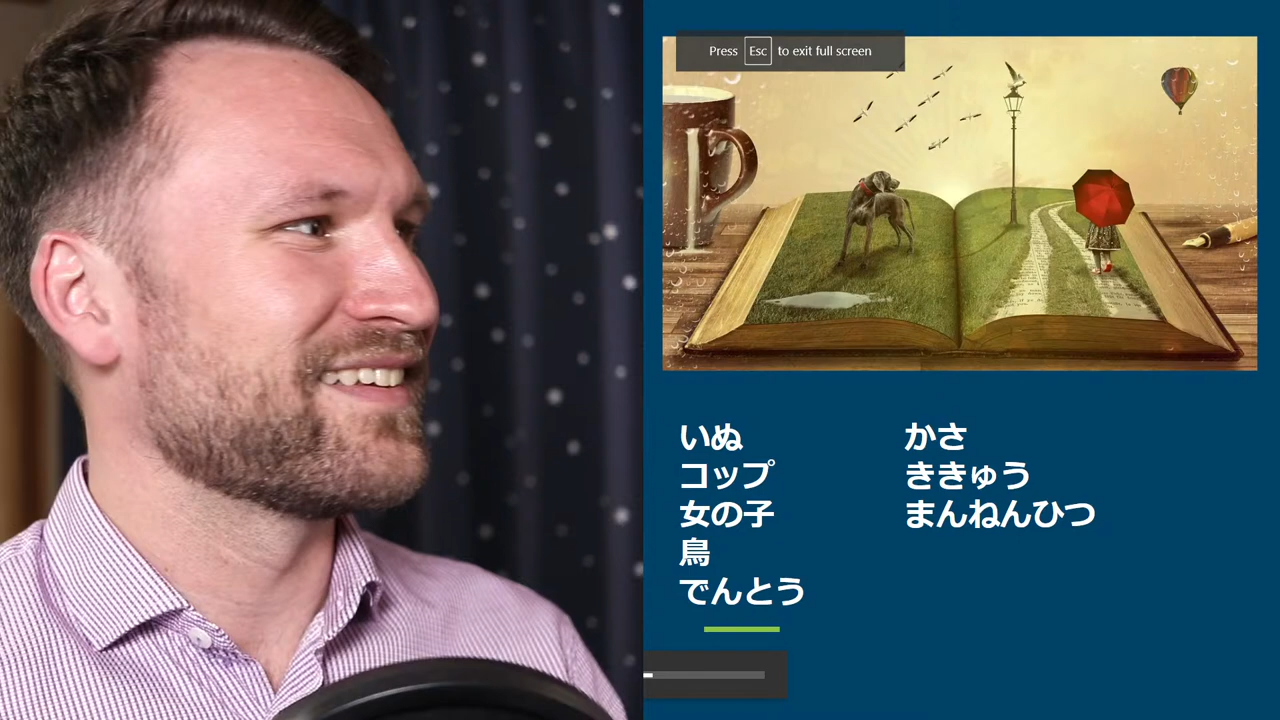 Press Esc to exit full screen
いぬ
コップ
女の子
鳥
でんとう
かさ
ききゅう
まんねんひつ